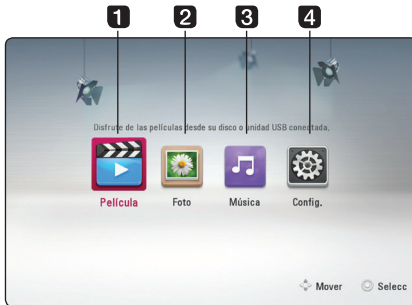 1 2 3 4
Disfrute de las películas desde su disco o unidad USB conectada.
Película Foto Música Config.
Mover Selecc